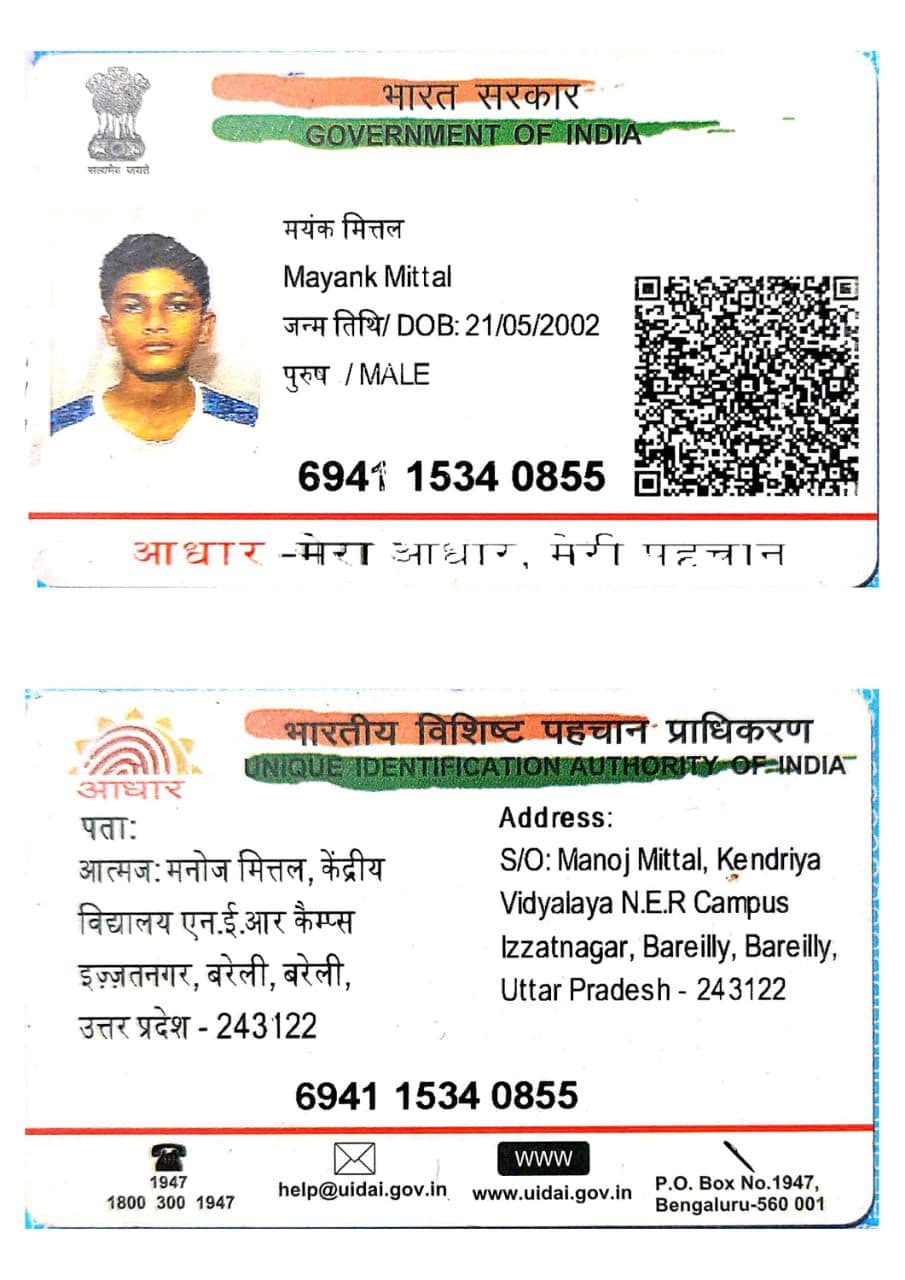 भारत सरकार
GOVERNMENT OF INDIA
सत्यमेव जयते
मयंक मित्तल
Mayank Mittal
जन्म तिथि/ DOB: 21/05/2002
पुरुष / MALE
6941 1534 0855
आधार -मेरा आधार, मेरी पहचान
भारतीय विशिष्ट पहचान प्राधिकरण
UNIQUE IDENTIFICATION AUTHORITY OF INDIA
आधार
पता:
आत्मज: मनोज मित्तल, केंद्रीय
विद्यालय एन.ई.आर कैम्प्स
इज़्ज़तनगर, बरेली, बरेली,
उत्तर प्रदेश - 243122
Address:
S/O: Manoj Mittal, Kendriya
Vidyalaya N.E.R Campus
Izzatnagar, Bareilly, Bareilly,
Uttar Pradesh - 243122
6941 1534 0855
1947
1800 300 1947
help@uidai.gov.in
www
www.uidai.gov.in
P.O. Box No.1947,
Bengaluru-560 001